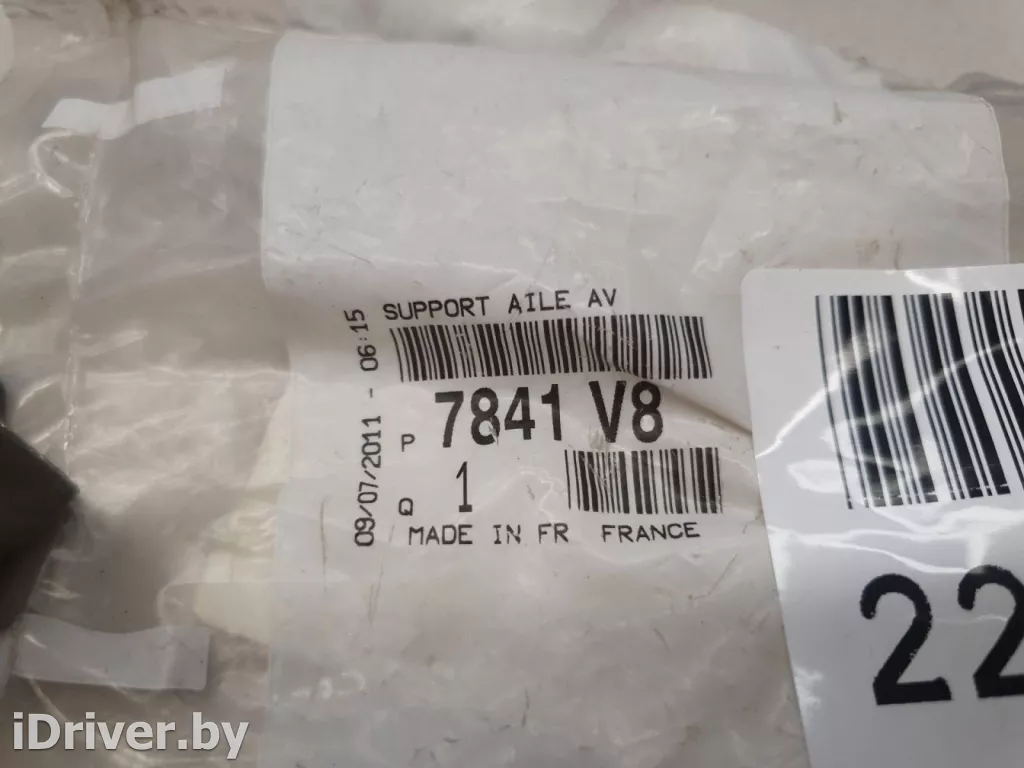 SUPPORT AILE AV
09/07/2011 - 06:15
P 7841 V8
Q 1
MADE IN FR FRANCE
22
iDriver.by